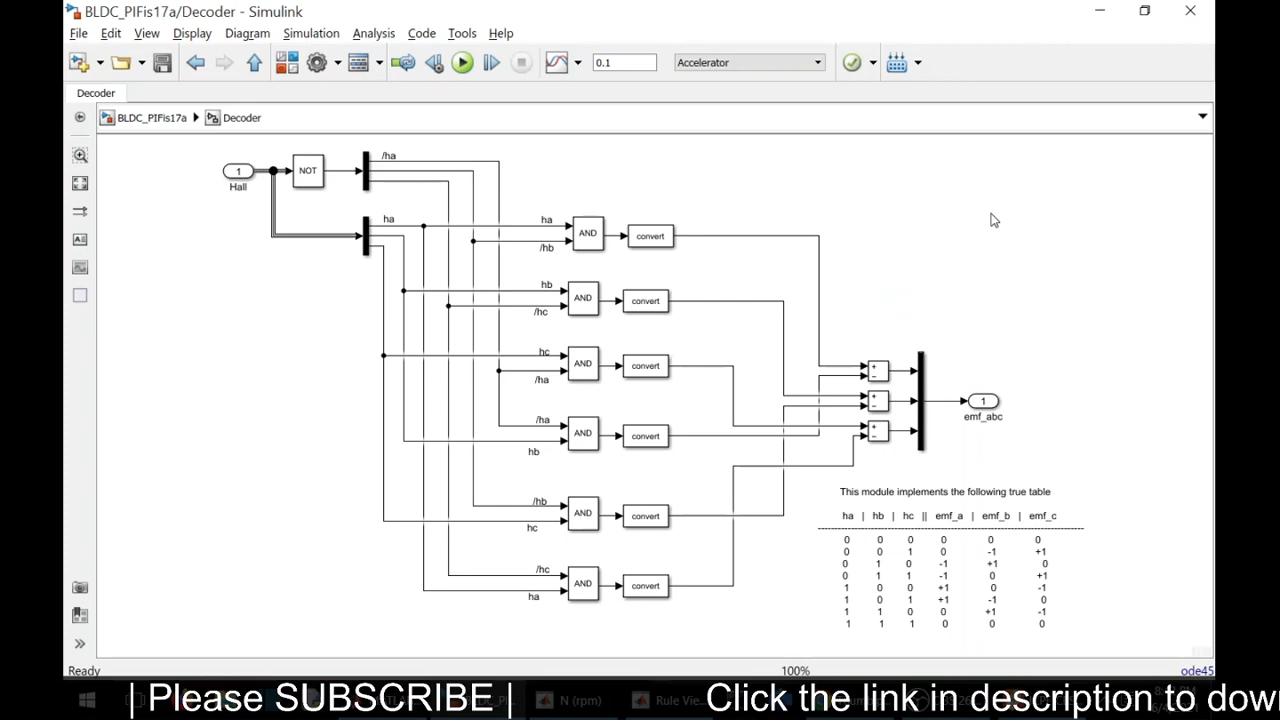 BLDC_PIFis17a/Decoder - Simulink
File Edit View Display Diagram Simulation Analysis Code Tools Help
0.1 Accelerator
Decoder
BLDC_PIFis17a Decoder
1
Hall
NOT
/ha
ha
ha
/hb
AND
convert
hb
/hc
AND
convert
hc
/ha
AND
convert
/ha
hb
AND
convert
/hb
hc
AND
convert
/hc
ha
AND
convert
+
−
+
−
+
−
1
emf_abc
This module implements the following true table
ha | hb | hc || emf_a | emf_b | emf_c
------------------------------------------------------------
0 0 0 0 0 0
0 0 1 0 -1 +1
0 1 0 -1 +1 0
0 1 1 -1 0 +1
1 0 0 +1 0 -1
1 0 1 +1 -1 0
1 1 0 0 +1 -1
1 1 1 0 0 0
Ready 100% ode45
N (rpm) Rule Vie
| Please SUBSCRIBE | Click the link in description to dow